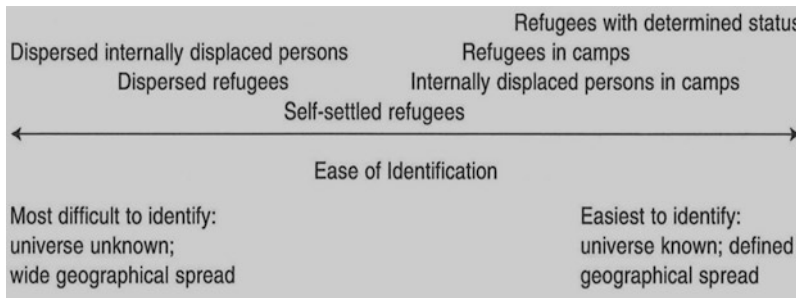 Refugees with determined status
Dispersed internally displaced persons Refugees in camps
Dispersed refugees Internally displaced persons in camps
Self-settled refugees
Ease of Identification
Most difficult to identify: Easiest to identify:
universe unknown; universe known; defined
wide geographical spread geographical spread